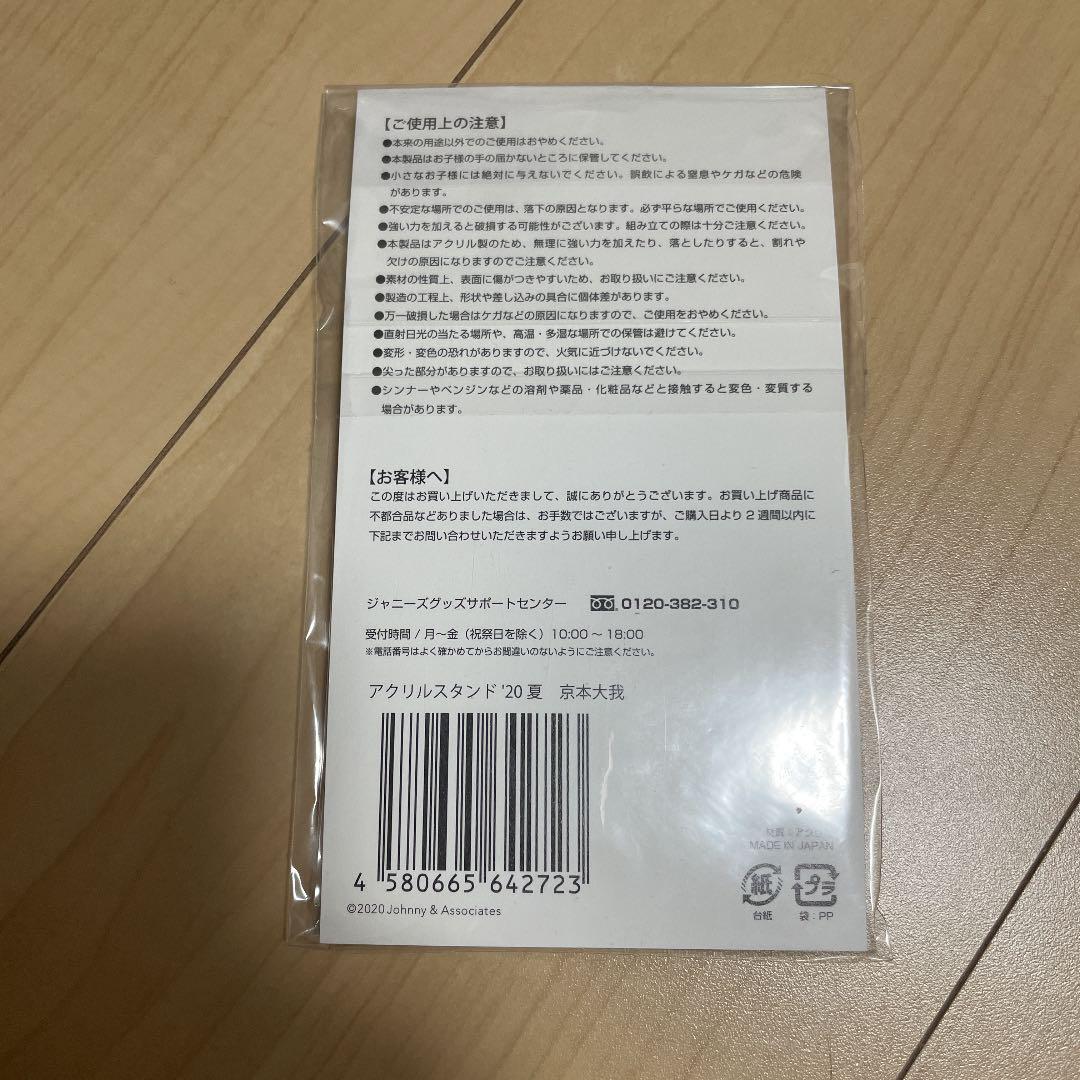 【ご使用上の注意】
●本来の用途以外でのご使用はおやめください。
●本製品はお子様の手の届かないところに保管してください。
●小さなお子様には絶対に与えないでください。誤飲による窒息やケガなどの危険
があります。
●不安定な場所でのご使用は、落下の原因となります。必ず平らな場所でご使用ください。
●強い力を加えると破損する可能性がございます。組み立ての際は十分ご注意ください。
●本製品はアクリル製のため、無理に強い力を加えたり、落としたりすると、割れや
欠けの原因になりますのでご注意ください。
●素材の性質上、表面に傷がつきやすいため、お取り扱いにご注意ください。
●製造の工程上、形状や差し込みの具合に個体差があります。
●万一破損した場合はケガなどの原因になりますので、ご使用をおやめください。
●直射日光の当たる場所や、高温・多湿な場所での保管は避けてください。
●変形・変色の恐れがありますので、火気に近づけないでください。
●尖った部分がありますので、お取り扱いにはご注意ください。
●シンナーやベンジンなどの溶剤や薬品・化粧品などと接触すると変色・変質する
場合があります。
【お客様へ】
この度はお買い上げいただきまして、誠にありがとうございます。お買い上げ商品に
不都合品などありました場合は、お手数ではございますが、ご購入日より2週間以内に
下記までお問い合わせいただきますようお願い申し上げます。
ジャニーズグッズサポートセンター 0120-382-310
受付時間 / 月〜金（祝祭日を除く）10:00 〜 18:00
※電話番号はよく確かめてからお間違いのないようにご注意ください。
アクリルスタンド '20 夏　京本大我
4 580665 642723
©2020 Johnny & Associates
MADE IN JAPAN
紙 プラ
台紙 袋：PP